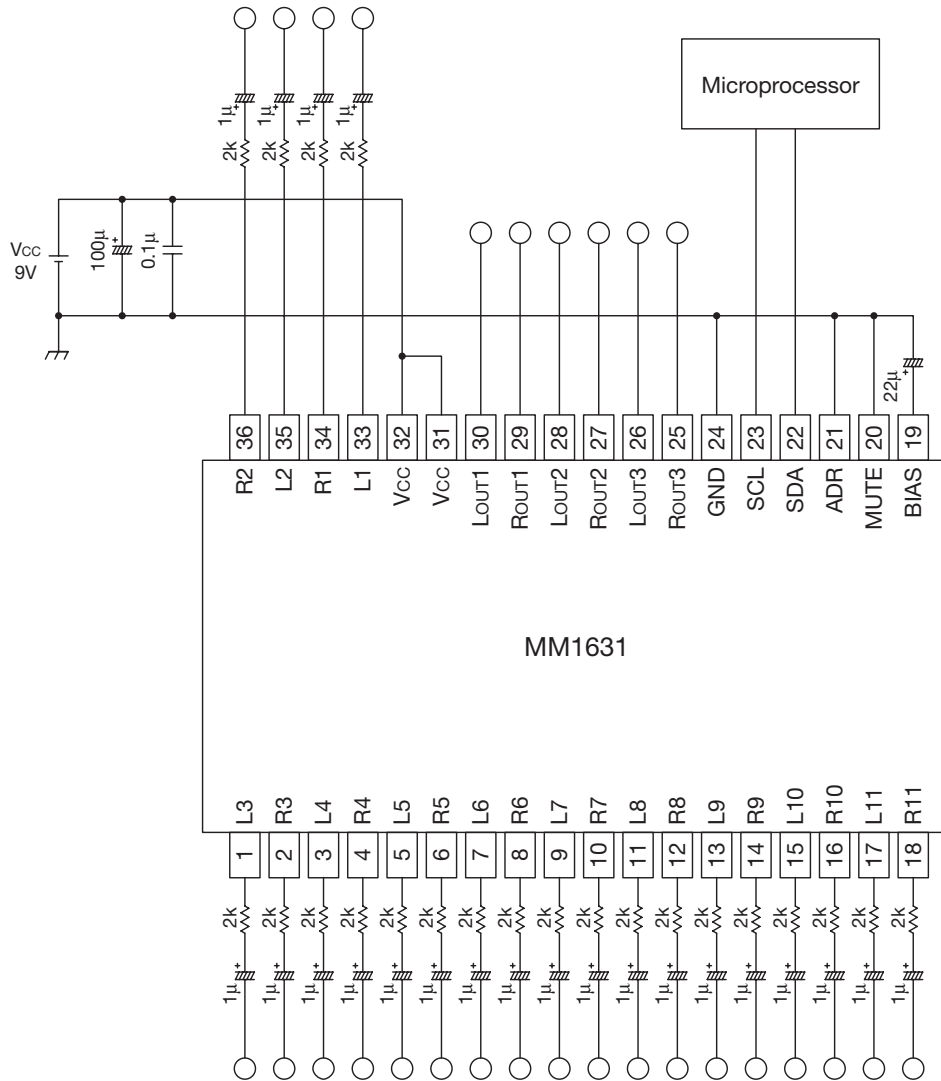 1μ + 1μ + 1μ + 1μ +
2k 2k 2k 2k
Microprocessor
VCC
9V
100μ +
0.1μ
22μ +
36 35 34 33 32 31 30 29 28 27 26 25 24 23 22 21 20 19
R2 L2 R1 L1 VCC VCC LOUT1 ROUT1 LOUT2 ROUT2 LOUT3 ROUT3 GND SCL SDA ADR MUTE BIAS
MM1631
L3 R3 L4 R4 L5 R5 L6 R6 L7 R7 L8 R8 L9 R9 L10 R10 L11 R11
1 2 3 4 5 6 7 8 9 10 11 12 13 14 15 16 17 18
2k 2k 2k 2k 2k 2k 2k 2k 2k 2k 2k 2k 2k 2k 2k 2k 2k 2k
1μ + 1μ + 1μ + 1μ + 1μ + 1μ + 1μ + 1μ + 1μ + 1μ + 1μ + 1μ + 1μ + 1μ + 1μ + 1μ + 1μ + 1μ +